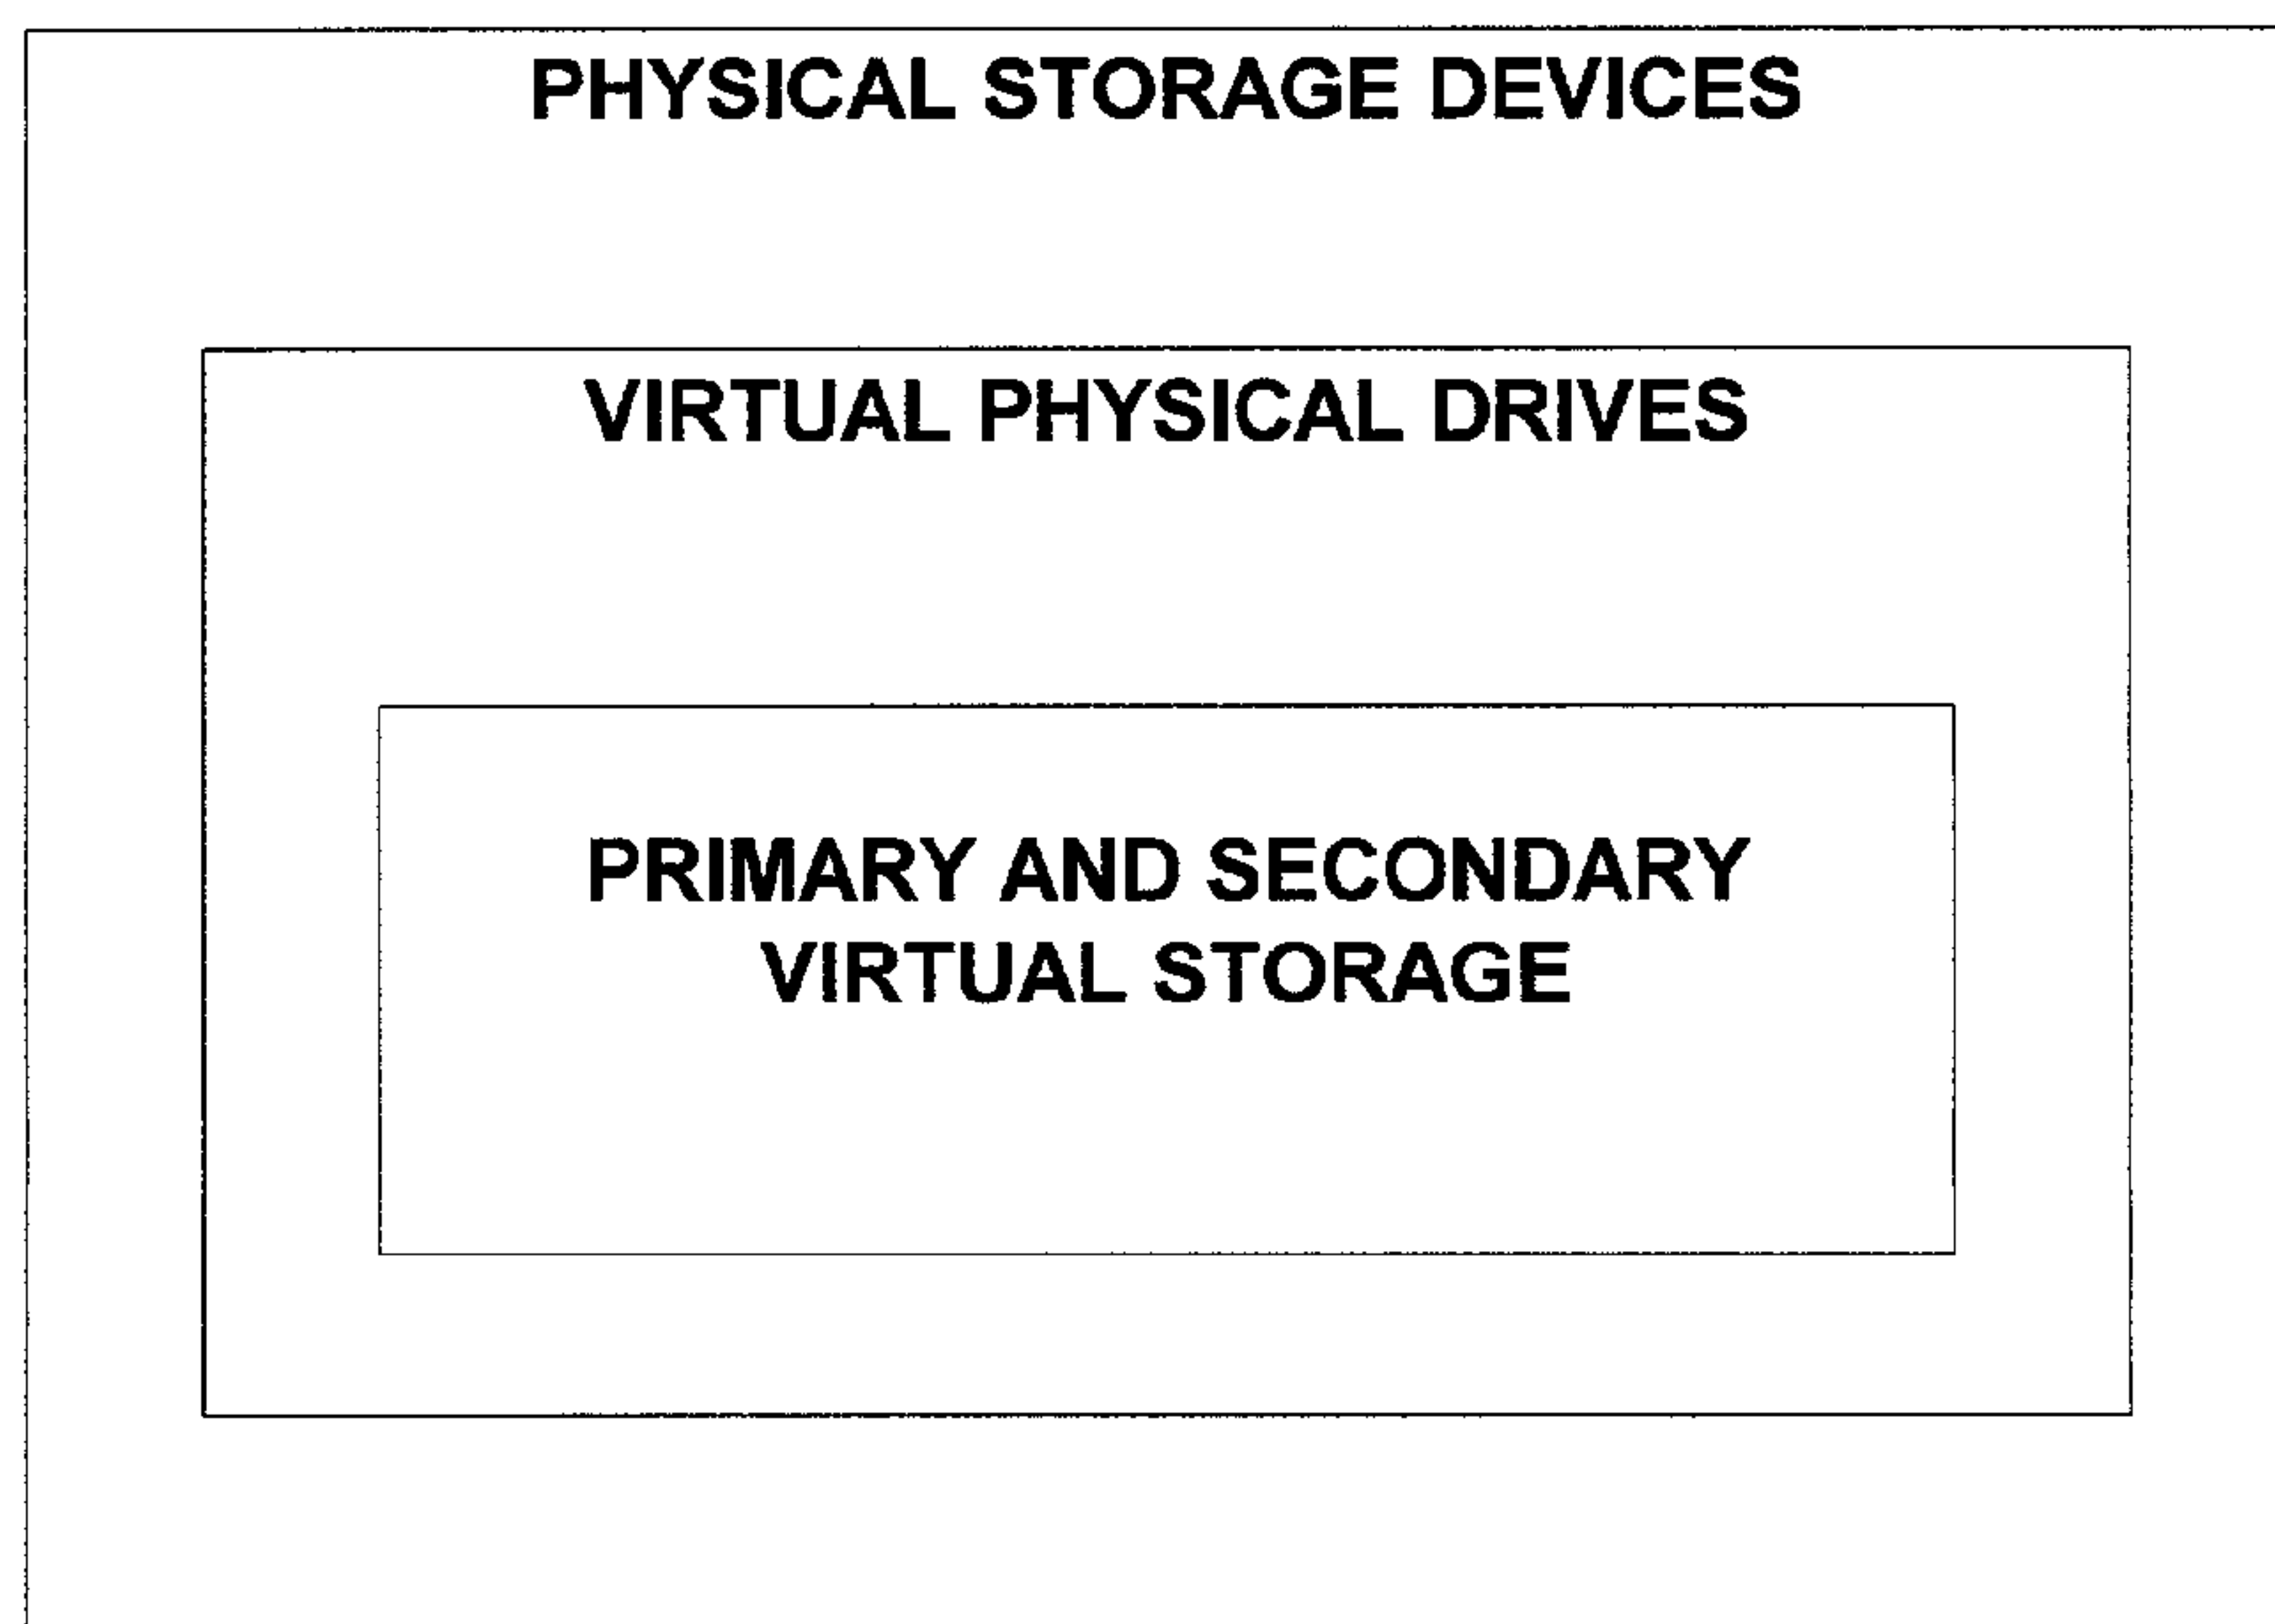 PHYSICAL STORAGE DEVICES
VIRTUAL PHYSICAL DRIVES
PRIMARY AND SECONDARY
VIRTUAL STORAGE